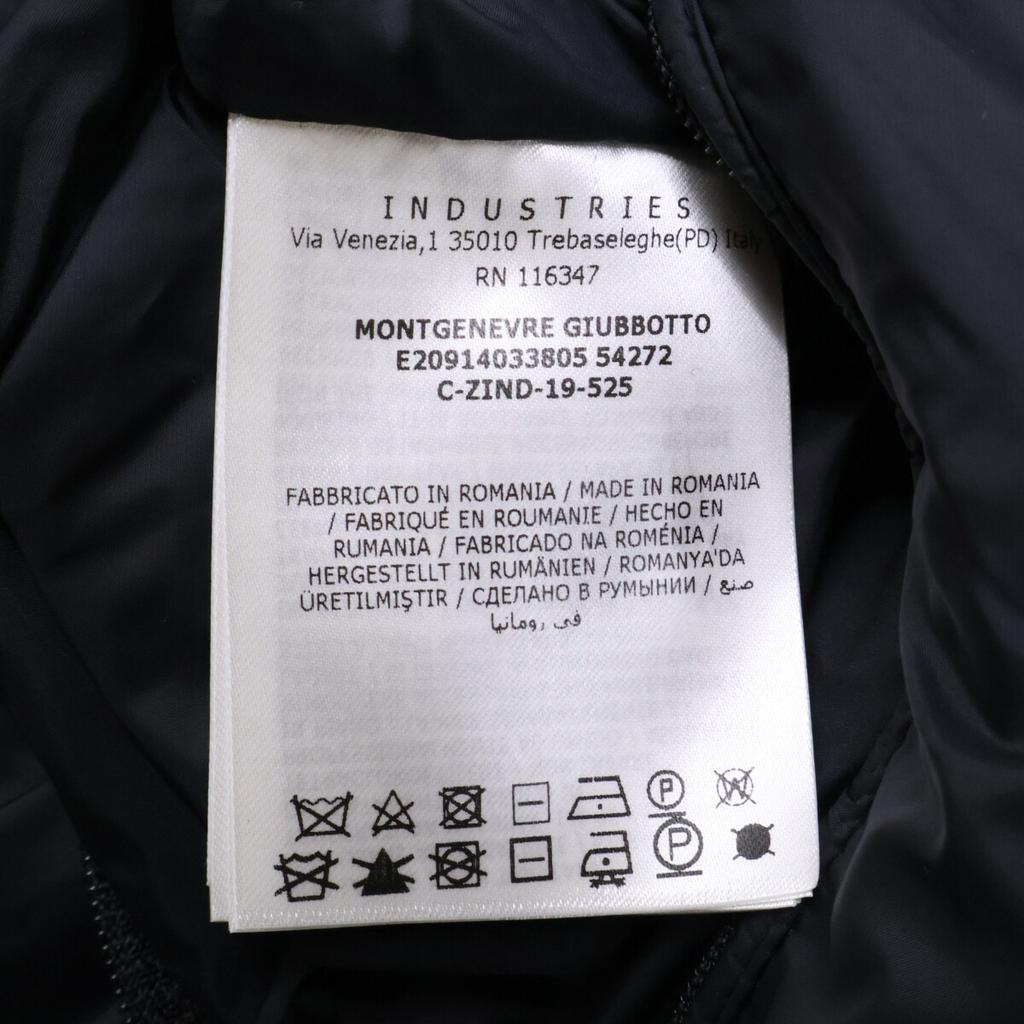 INDUSTRIES
Via Venezia,1 35010 Trebaseleghe(PD) Italy
RN 116347
MONTGENEVRE GIUBBOTTO
E20914033805 54272
C-ZIND-19-525
FABBRICATO IN ROMANIA / MADE IN ROMANIA
/ FABRIQUÉ EN ROUMANIE / HECHO EN
RUMANIA / FABRICADO NA ROMÉNIA /
HERGESTELLT IN RUMÄNIEN / ROMANYA'DA
ÜRETILMIŞTIR / СДЕЛАНО В РУМЫНИИ / صنع
في رومانيا
P W
P